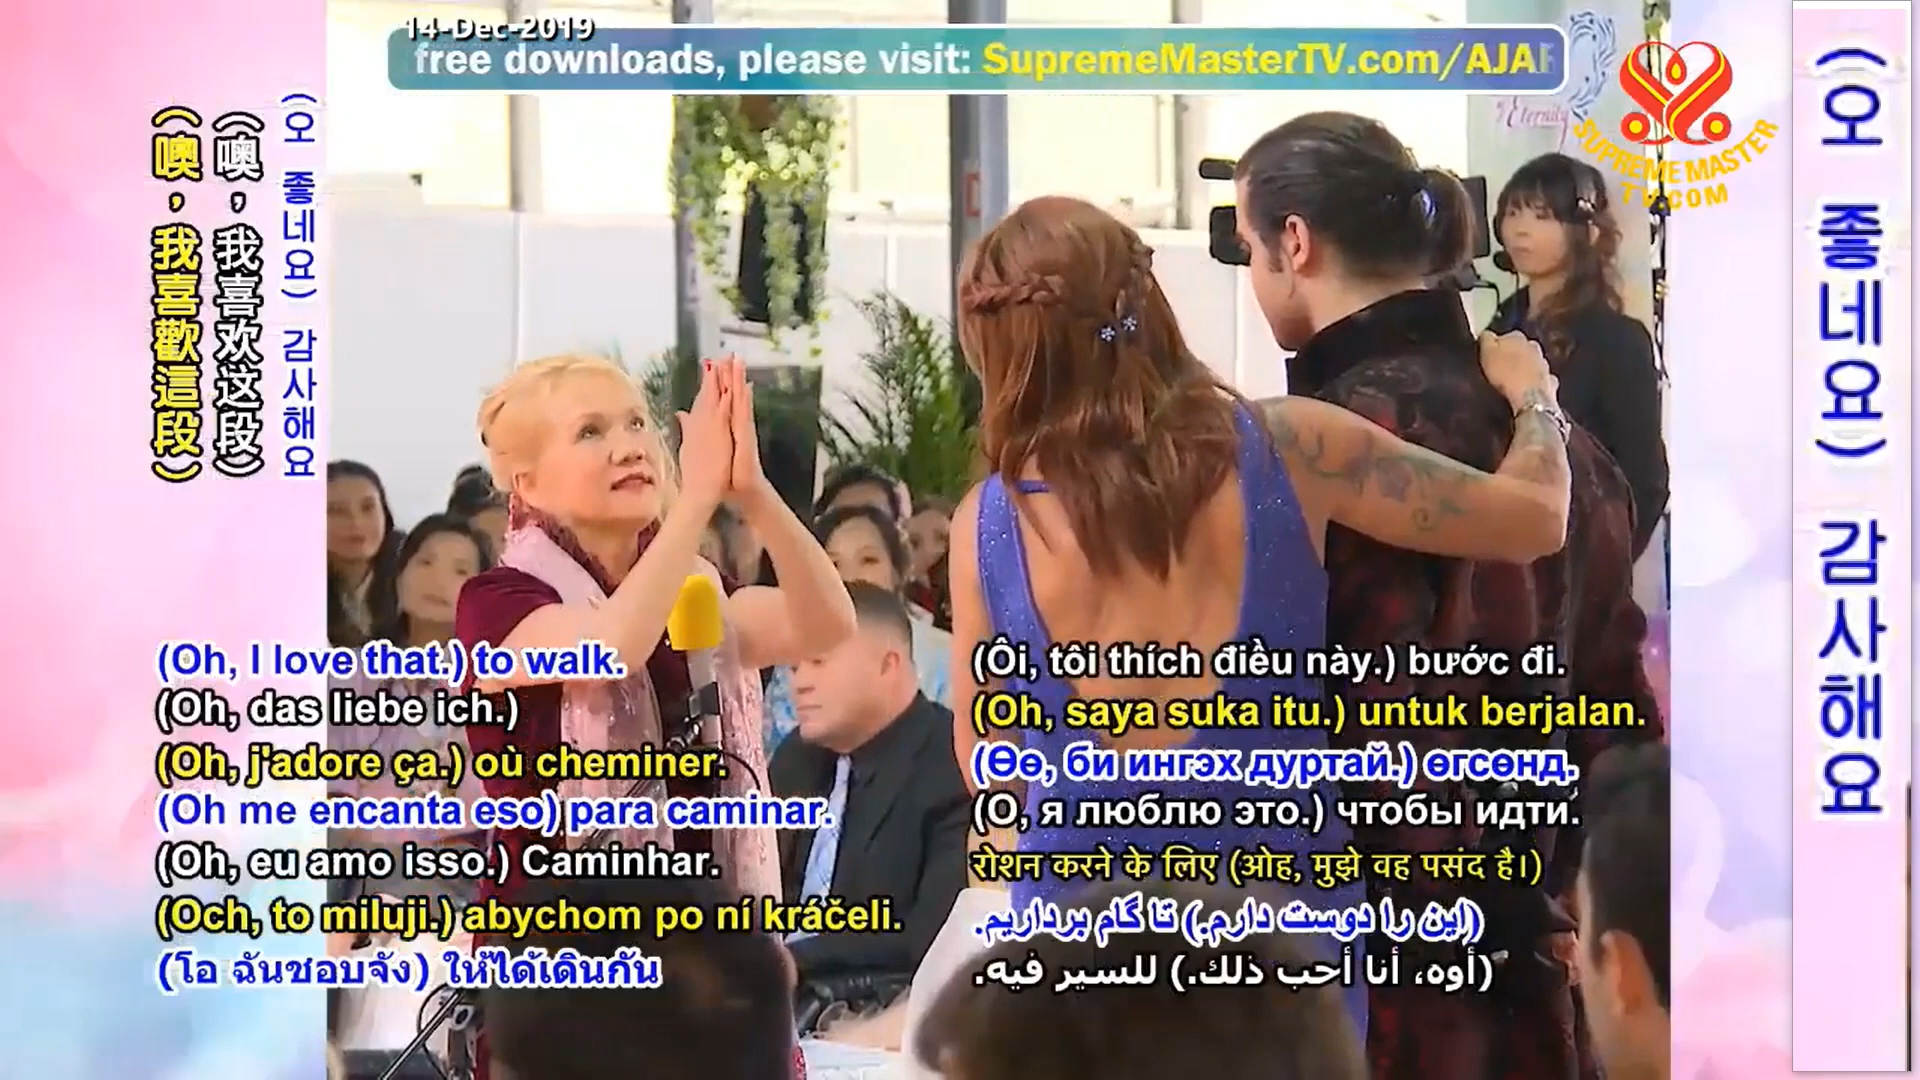 14-Dec-2019
free downloads, please visit: SupremeMasterTV.com/AJAR
Eternity
SUPREME MASTER
TV.COM
(오 좋네요) 감사해요
(噢，我喜欢这段)
(噢，我喜歡這段)
(오 좋네요) 감사해요
(Oh, I love that.) to walk.
(Oh, das liebe ich.)
(Oh, j'adore ça.) où cheminer.
(Oh me encanta eso) para caminar.
(Oh, eu amo isso.) Caminhar.
(Och, to miluji.) abychom po ní kráčeli.
(โอ ฉันชอบจัง) ให้ได้เดินกัน
(Ôi, tôi thích điều này.) bước đi.
(Oh, saya suka itu.) untuk berjalan.
(Өө, би ингэх дуртай.) өгсөнд.
(О, я люблю это.) чтобы идти.
रोशन करने के लिए (ओह, मुझे वह पसंद है।)
(این را دوست دارم.) تا گام برداریم.
(أوه، أنا أحب ذلك.) للسير فيه.